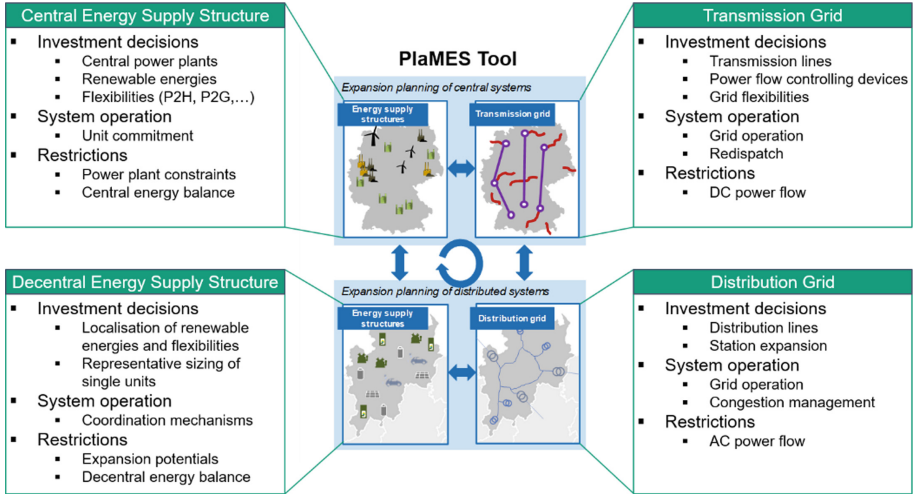 Central Energy Supply Structure
Investment decisions
Central power plants
Renewable energies
Flexibilities (P2H, P2G,...)
System operation
Unit commitment
Restrictions
Power plant constraints
Central energy balance
PlaMES Tool
Expansion planning of central systems
Energy supply
structures
Transmission grid
Transmission Grid
Investment decisions
Transmission lines
Power flow controlling devices
Grid flexibilities
System operation
Grid operation
Redispatch
Restrictions
DC power flow
Decentral Energy Supply Structure
Investment decisions
Localisation of renewable
energies and flexibilities
Representative sizing of
single units
System operation
Coordination mechanisms
Restrictions
Expansion potentials
Decentral energy balance
Expansion planning of distributed systems
Energy supply
structures
Distribution grid
Distribution Grid
Investment decisions
Distribution lines
Station expansion
System operation
Grid operation
Congestion management
Restrictions
AC power flow